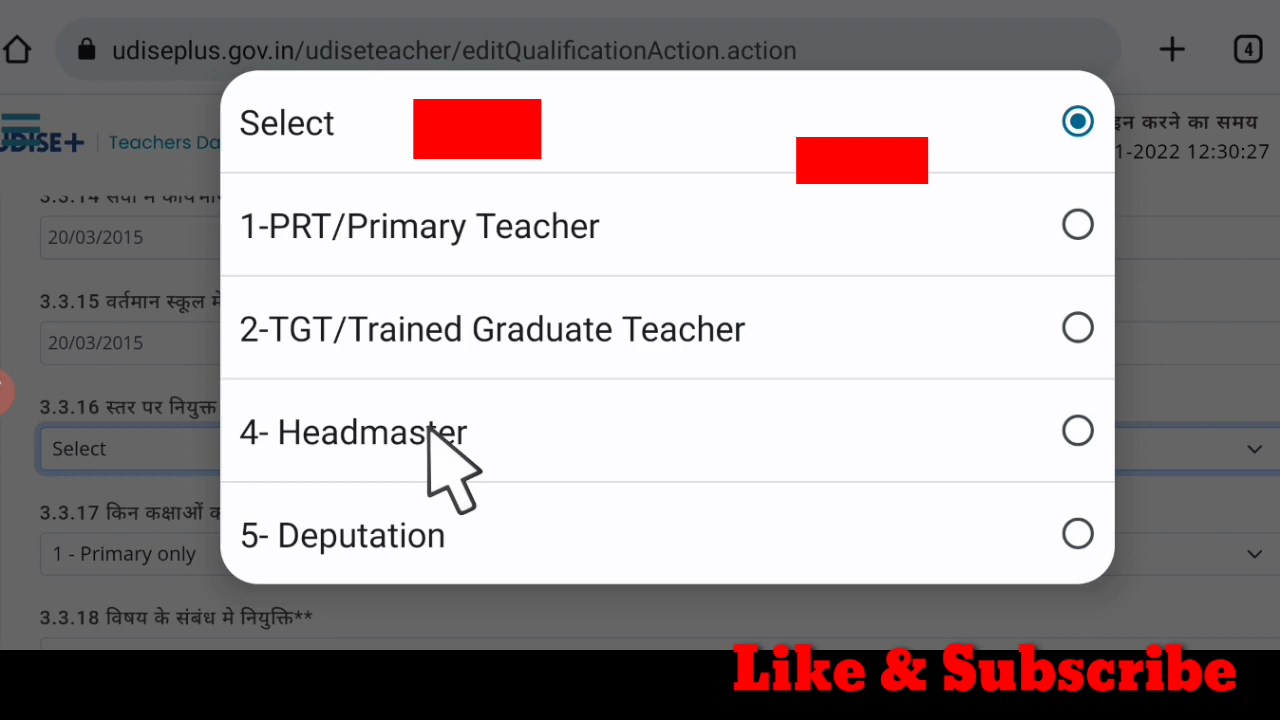 udiseplus.gov.in/udiseteacher/editQualificationAction.action
4
Select
इन करने का समय
UDISE+ Teachers Da
1-2022 12:30:27
1-PRT/Primary Teacher
20/03/2015
3.3.15 वर्तमान स्कूल मे
2-TGT/Trained Graduate Teacher
20/03/2015
3.3.16 स्तर पर नियुक्त
4- Headmaster
Select
3.3.17 किन कक्षाओं
5- Deputation
1 - Primary only
3.3.18 विषय के संबंध मे नियुक्ति**
Like & Subscribe